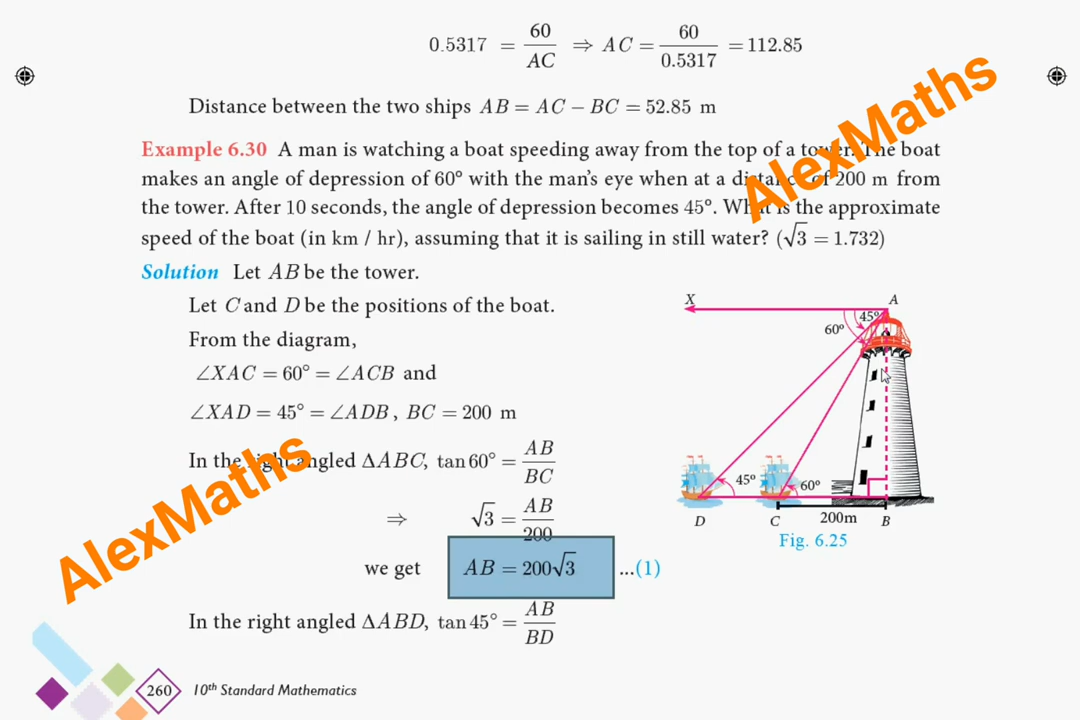 0.5317 = 60/AC ⇒ AC = 60/0.5317 = 112.85
Distance between the two ships AB = AC − BC = 52.85 m
Example 6.30 A man is watching a boat speeding away from the top of a tower. The boat
makes an angle of depression of 60° with the man's eye when at a distance of 200 m from
the tower. After 10 seconds, the angle of depression becomes 45°. What is the approximate
speed of the boat (in km / hr), assuming that it is sailing in still water? (√3 = 1.732)
Solution Let AB be the tower.
Let C and D be the positions of the boat.
From the diagram,
∠XAC = 60° = ∠ACB and
∠XAD = 45° = ∠ADB, BC = 200 m
In the right angled ΔABC, tan 60° = AB/BC
⇒ √3 = AB/200
we get AB = 200√3 ...(1)
In the right angled ΔABD, tan 45° = AB/BD
X A
45°
60°
45° 60°
200m
D C B
Fig. 6.25
260 10th Standard Mathematics
AlexMaths
AlexMaths